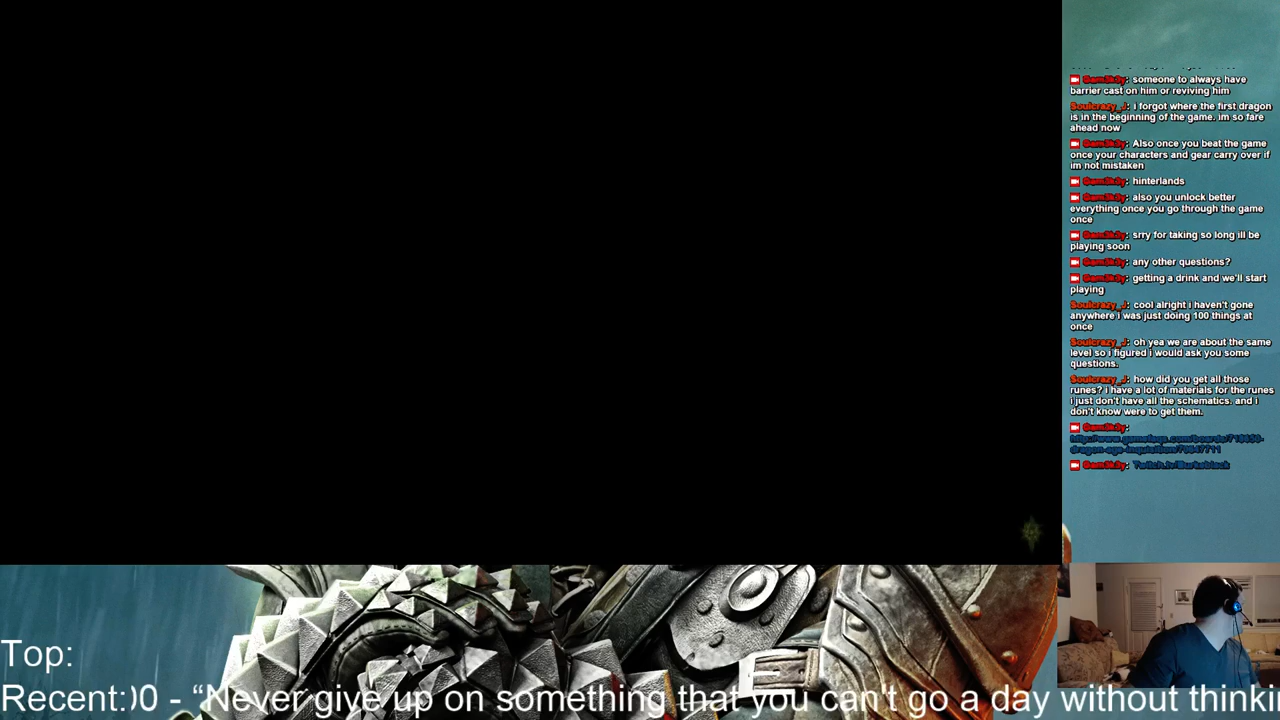 someone to always have
barrier cast on him or reviving him
Soulcrazy_J: i forgot where the first dragon
is in the beginning of the game. im so fare
ahead now
Also once you beat the game
once your characters and gear carry over if
im not mistaken
hinterlands
also you unlock better
everything once you go through the game
once
srry for taking so long ill be
playing soon
any other questions?
getting a drink and we'll start
playing
Soulcrazy_J: cool alright i haven't gone
anywhere i was just doing 100 things at
once
Soulcrazy_J: oh yea we are about the same
level so i figured i would ask you some
questions.
Soulcrazy_J: how did you get all those
runes? i have a lot of materials for the runes
i just don't have all the schematics. and i
don't know were to get them.
Top:
Recent:)0 - “Never give up on something that you can't go a day without thinki